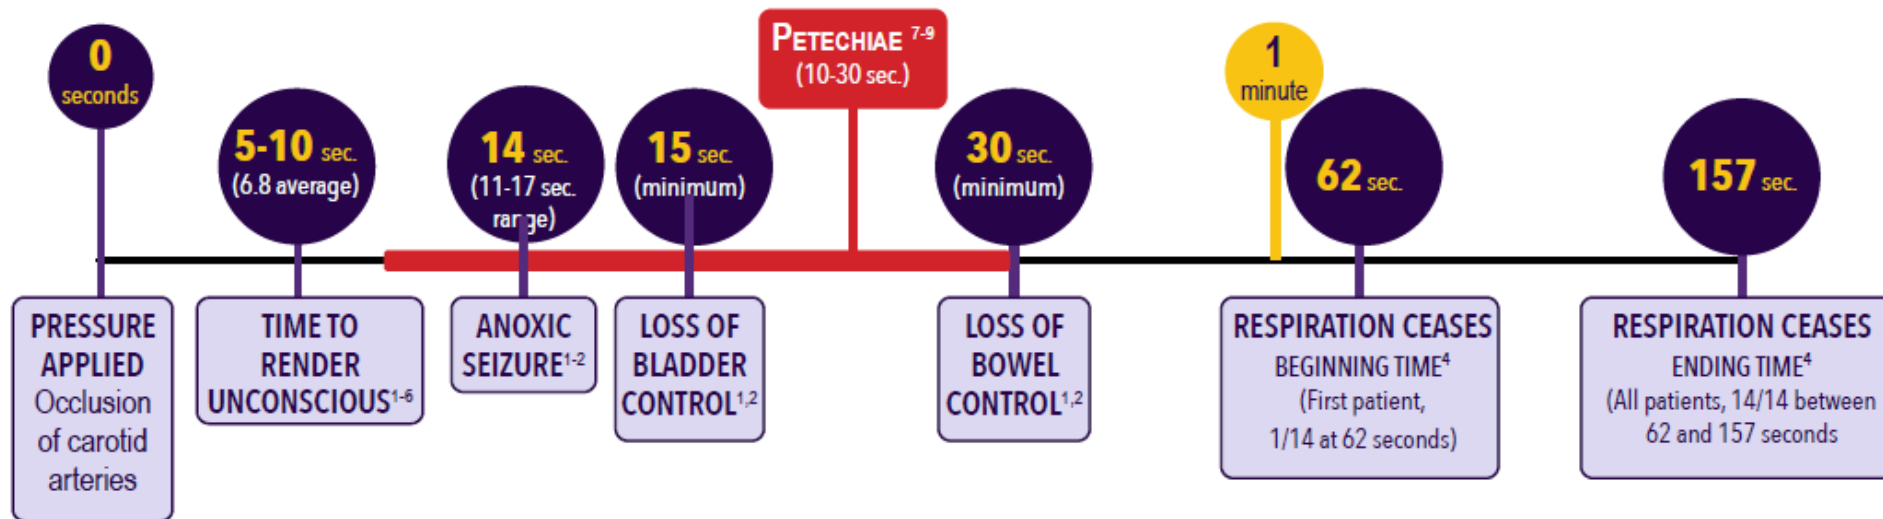 0
seconds
PRESSURE
APPLIED
Occlusion
of carotid
arteries
5-10 sec.
(6.8 average)
TIME TO
RENDER
UNCONSCIOUS¹⁻⁶
14 sec.
(11-17 sec.
range)
ANOXIC
SEIZURE¹⁻²
15 sec.
(minimum)
LOSS OF
BLADDER
CONTROL¹,²
PETECHIAE ⁷⁻⁹
(10-30 sec.)
30 sec.
(minimum)
LOSS OF
BOWEL
CONTROL¹,²
1
minute
62 sec.
RESPIRATION CEASES
BEGINNING TIME⁴
(First patient,
1/14 at 62 seconds)
157 sec.
RESPIRATION CEASES
ENDING TIME⁴
(All patients, 14/14 between
62 and 157 seconds